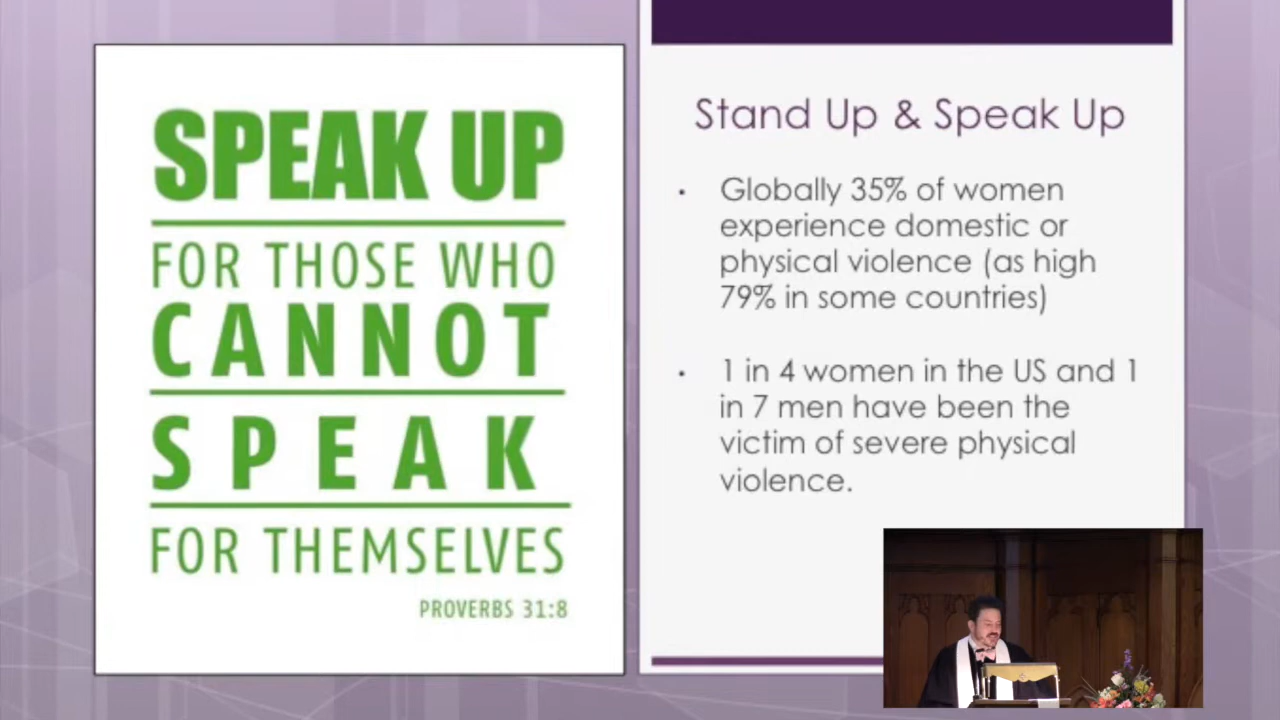 SPEAK UP
FOR THOSE WHO
CANNOT
SPEAK
FOR THEMSELVES
PROVERBS 31:8
Stand Up & Speak Up
• Globally 35% of women
experience domestic or
physical violence (as high
79% in some countries)
• 1 in 4 women in the US and 1
in 7 men have been the
victim of severe physical
violence.